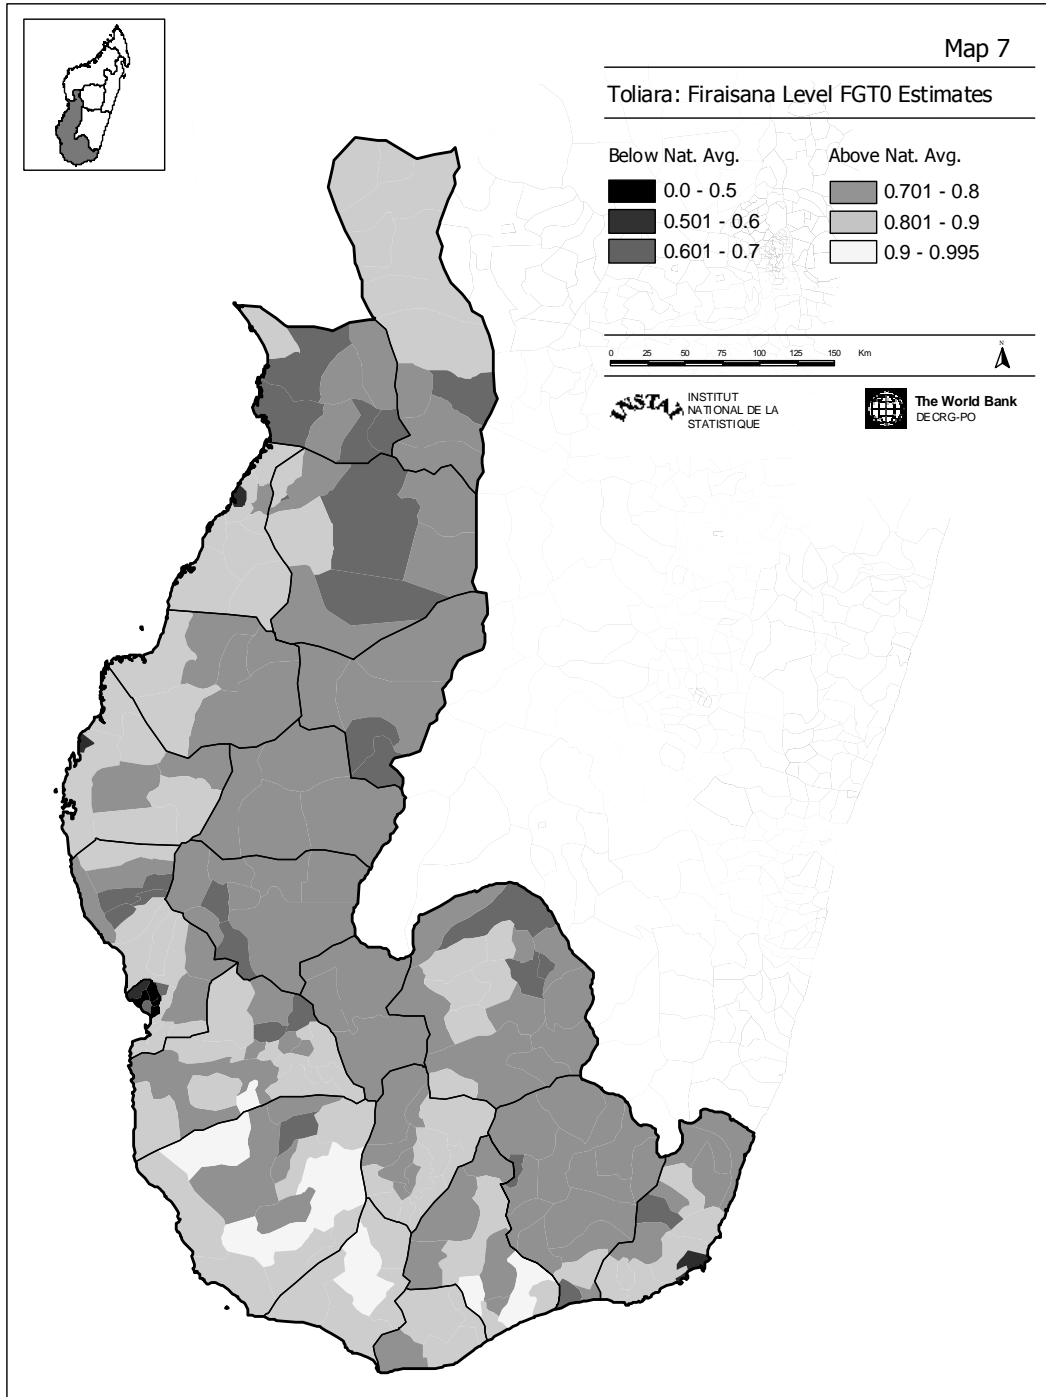 Map 7
Toliara: Firaisana Level FGT0 Estimates
Below Nat. Avg.
0.0 - 0.5
0.501 - 0.6
0.601 - 0.7
Above Nat. Avg.
0.701 - 0.8
0.801 - 0.9
0.9 - 0.995
0 25 50 75 100 125 150 Km
N
INSTAT
INSTITUT
NATIONAL DE LA
STATISTIQUE
The World Bank
DECRG-PO